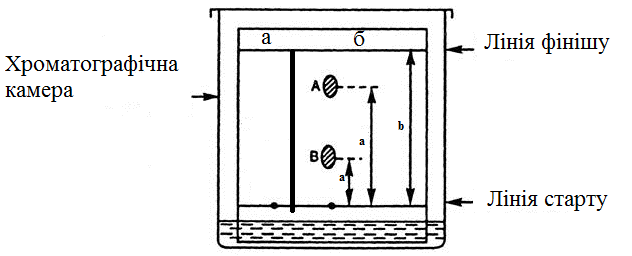 а
б
Лінія фінішу
Хроматографічна
камера
A
a
b
B
a
Лінія старту